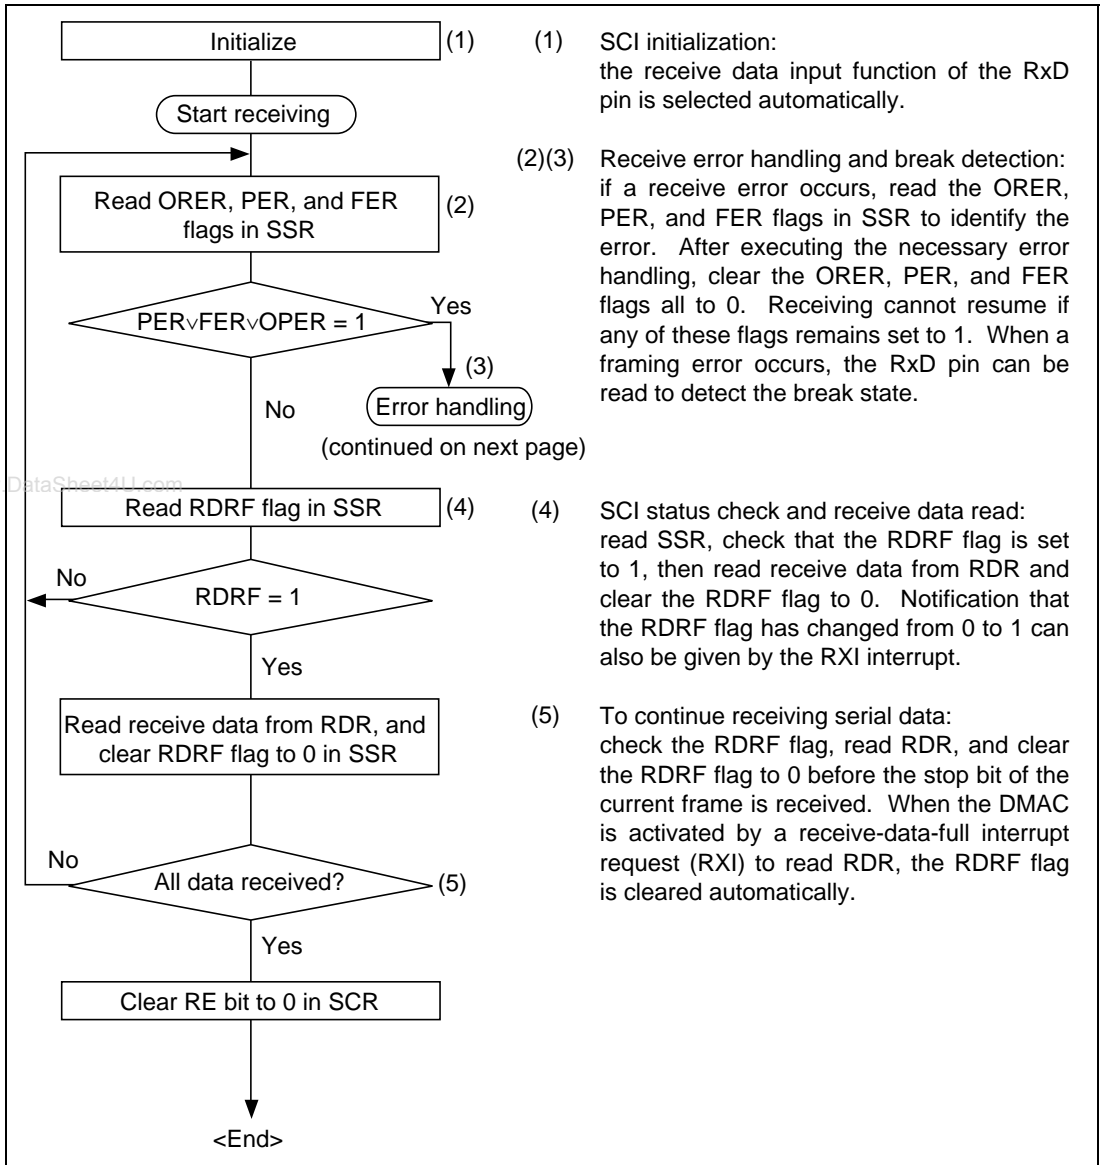 Initialize
(1)
Start receiving
Read ORER, PER, and FER
flags in SSR
(2)
PER∨FER∨OPER = 1
Yes
(3)
Error handling
(continued on next page)
No
DataSheet4U.com
Read RDRF flag in SSR
(4)
No
RDRF = 1
Yes
Read receive data from RDR, and
clear RDRF flag to 0 in SSR
No
All data received?
(5)
Yes
Clear RE bit to 0 in SCR
<End>
(1) SCI initialization:
the receive data input function of the RxD
pin is selected automatically.
(2)(3) Receive error handling and break detection:
if a receive error occurs, read the ORER,
PER, and FER flags in SSR to identify the
error. After executing the necessary error
handling, clear the ORER, PER, and FER
flags all to 0. Receiving cannot resume if
any of these flags remains set to 1. When a
framing error occurs, the RxD pin can be
read to detect the break state.
(4) SCI status check and receive data read:
read SSR, check that the RDRF flag is set
to 1, then read receive data from RDR and
clear the RDRF flag to 0. Notification that
the RDRF flag has changed from 0 to 1 can
also be given by the RXI interrupt.
(5) To continue receiving serial data:
check the RDRF flag, read RDR, and clear
the RDRF flag to 0 before the stop bit of the
current frame is received. When the DMAC
is activated by a receive-data-full interrupt
request (RXI) to read RDR, the RDRF flag
is cleared automatically.